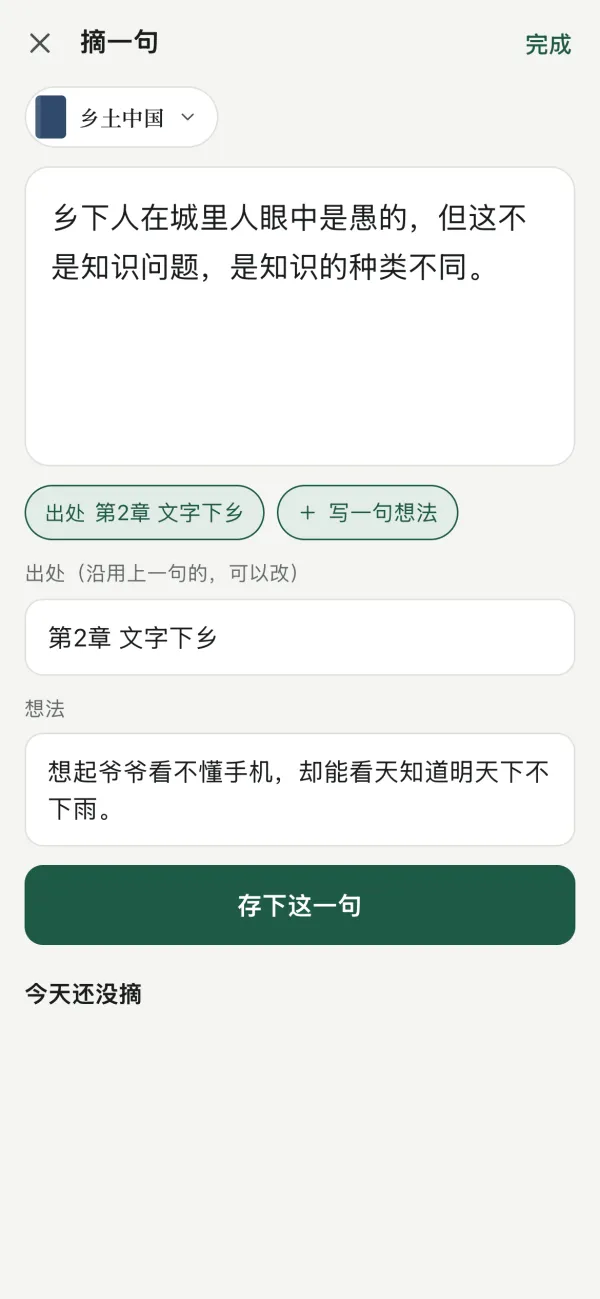 摘一句
完成
乡土中国
乡下人在城里人眼中是愚的，但这不
是知识问题，是知识的种类不同。
出处 第2章 文字下乡
+ 写一句想法
出处（沿用上一句的，可以改）
第2章 文字下乡
想法
想起爷爷看不懂手机，却能看天知道明天下不
下雨。
存下这一句
今天还没摘